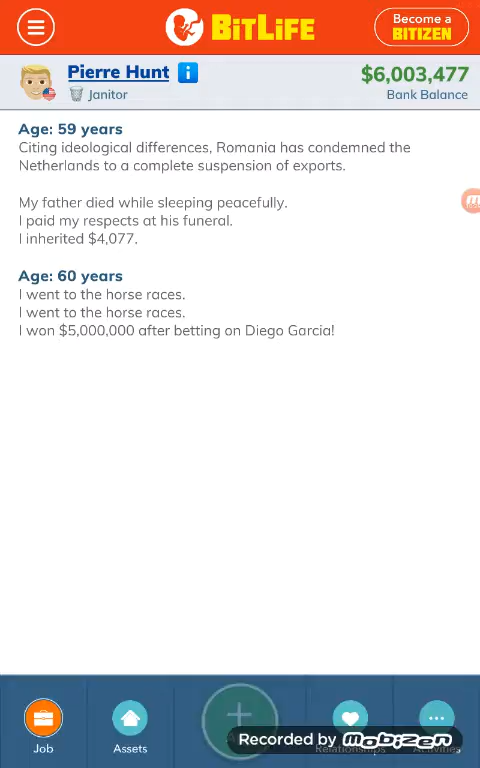 BITLIFE
Become a
BITIZEN
Pierre Hunt i
$6,003,477
Janitor
Bank Balance
Age: 59 years
Citing ideological differences, Romania has condemned the
Netherlands to a complete suspension of exports.
My father died while sleeping peacefully.
I paid my respects at his funeral.
I inherited $4,077.
Age: 60 years
I went to the horse races.
I went to the horse races.
I won $5,000,000 after betting on Diego Garcia!
Job
Assets
Relationships
Activities
Recorded by mobizen